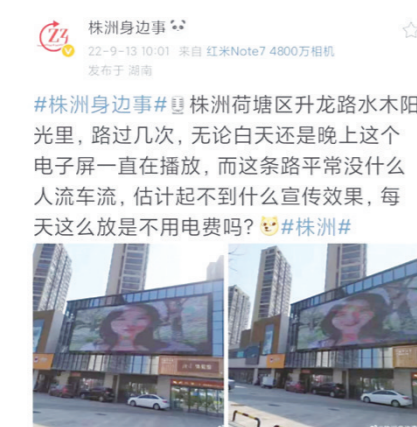 株洲身边事
22-9-13 10:01 来自 红米Note7 4800万相机
发布于 湖南
#株洲身边事# 株洲荷塘区升龙路水木阳
光里，路过几次，无论白天还是晚上这个
电子屏一直在播放，而这条路平常没什么
人流车流，估计起不到什么宣传效果，每
天这么放是不用电费吗？#株洲#